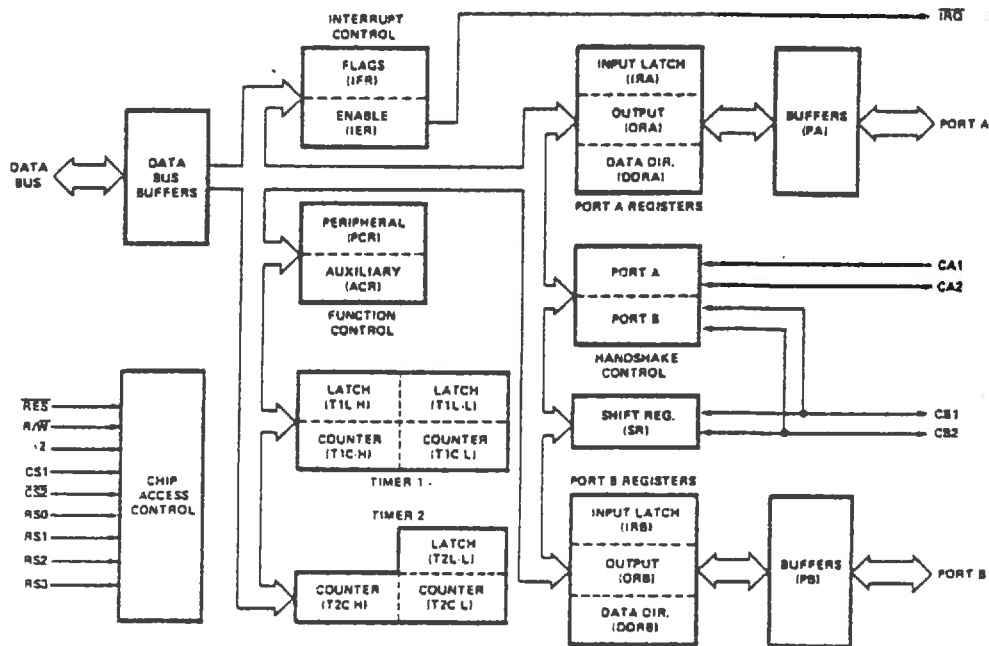 INTERRUPT
CONTROL
FLAGS
(IFR)
ENABLE
(IER)
IRQ
INPUT LATCH
(IRA)
OUTPUT
(ORA)
DATA DIR.
(DDRA)
PORT A REGISTERS
BUFFERS
(PA)
PORT A
DATA
BUS
DATA
BUS
BUFFERS
PERIPHERAL
(PCR)
AUXILIARY
(ACR)
FUNCTION
CONTROL
PORT A
PORT B
HANDSHAKE
CONTROL
CA1
CA2
LATCH
(T1L-H)
LATCH
(T1L-L)
COUNTER
(T1C-H)
COUNTER
(T1C-L)
TIMER 1
SHIFT REG.
(SR)
CB1
CB2
RES
R/W
CS1
CS2
RS0
RS1
RS2
RS3
CHIP
ACCESS
CONTROL
TIMER 2
LATCH
(T2L-L)
COUNTER
(T2C-H)
COUNTER
(T2C-L)
PORT B REGISTERS
INPUT LATCH
(IRB)
OUTPUT
(ORB)
DATA DIR.
(DDRB)
BUFFERS
(PB)
PORT B